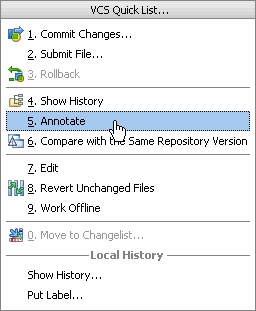 VCS Quick List...
1. Commit Changes...
2. Submit File...
3. Rollback
4. Show History
5. Annotate
6. Compare with the Same Repository Version
7. Edit
8. Revert Unchanged Files
9. Work Offline
0. Move to Changelist...
Local History
Show History...
Put Label...